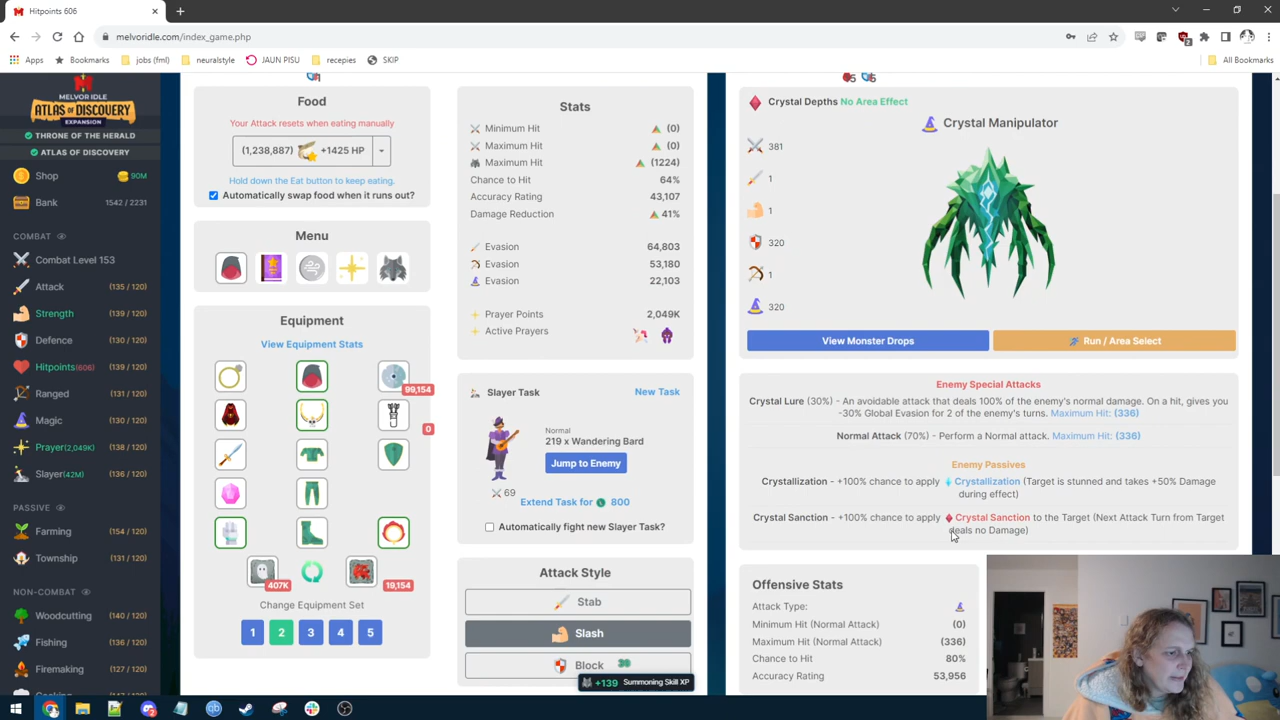 Hitpoints 606
melvoridle.com/index_game.php
Apps
Bookmarks
jobs (fml)
neuralstyle
JAUN PISU
recepies
SKIP
All Bookmarks
MELVOR IDLE
ATLAS OF DISCOVERY
EXPANSION
THRONE OF THE HERALD
ATLAS OF DISCOVERY
Shop
90M
Bank
1542 / 2231
COMBAT
Combat Level 153
Attack (135 / 120)
Strength (139 / 120)
Defence (130 / 120)
Hitpoints(606) (139 / 120)
Ranged (131 / 120)
Magic (130 / 120)
Prayer(2,049K) (138 / 120)
Slayer(42M) (136 / 120)
PASSIVE
Farming (154 / 120)
Township (131 / 120)
NON-COMBAT
Woodcutting (140 / 120)
Fishing (136 / 120)
Firemaking (127 / 120)
Food
Your Attack resets when eating manually
(1,238,887) +1425 HP
Hold down the Eat button to keep eating.
Automatically swap food when it runs out?
Menu
Equipment
View Equipment Stats
99,154
0
407K
19,154
Change Equipment Set
1 2 3 4 5
Stats
Minimum Hit (0)
Maximum Hit (0)
Maximum Hit (1224)
Chance to Hit 64%
Accuracy Rating 43,107
Damage Reduction 41%
Evasion 64,803
Evasion 53,180
Evasion 22,103
Prayer Points 2,049K
Active Prayers
Slayer Task
New Task
Normal
219 x Wandering Bard
Jump to Enemy
69
Extend Task for 800
Automatically fight new Slayer Task?
Attack Style
Stab
Slash
Block
+139 Summoning Skill XP
5 5
Crystal Depths No Area Effect
Crystal Manipulator
381
1
1
320
1
320
View Monster Drops
Run / Area Select
Enemy Special Attacks
Crystal Lure (30%) - An avoidable attack that deals 100% of the enemy's normal damage. On a hit, gives you
-30% Global Evasion for 2 of the enemy's turns. Maximum Hit: (336)
Normal Attack (70%) - Perform a Normal attack. Maximum Hit: (336)
Enemy Passives
Crystallization - +100% chance to apply Crystallization (Target is stunned and takes +50% Damage
during effect)
Crystal Sanction - +100% chance to apply Crystal Sanction to the Target (Next Attack Turn from Target
deals no Damage)
Offensive Stats
Attack Type:
Minimum Hit (Normal Attack) (0)
Maximum Hit (Normal Attack) (336)
Chance to Hit 80%
Accuracy Rating 53,956